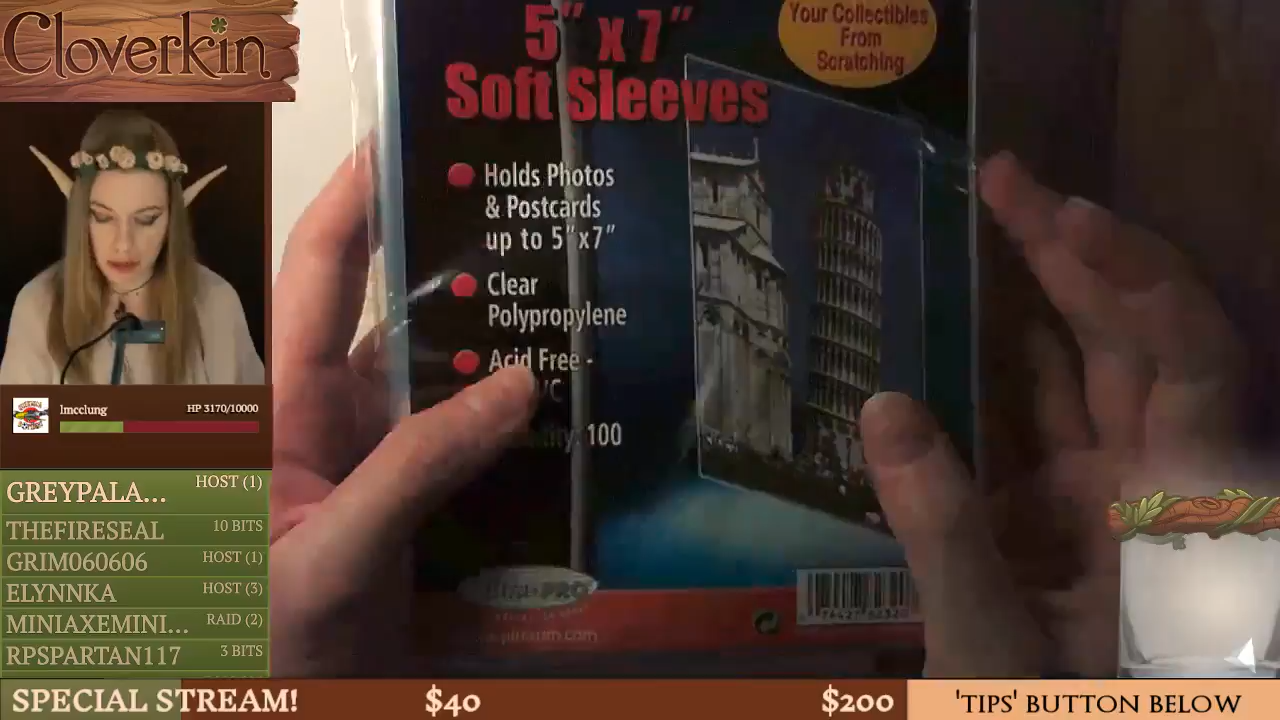 Cloverkin
5" x 7"
Soft Sleeves
Your Collectibles
From
Scratching
Holds Photos
& Postcards
up to 5"x7"
Clear
Polypropylene
Acid Free -
100
lmcclung
HP 3170/10000
GREYPALA... HOST (1)
THEFIRESEAL 10 BITS
GRIM060606 HOST (1)
ELYNNKA HOST (3)
MINIAXEMINI... RAID (2)
RPSPARTAN117 3 BITS
SPECIAL STREAM! $40 $200 'TIPS' BUTTON BELOW